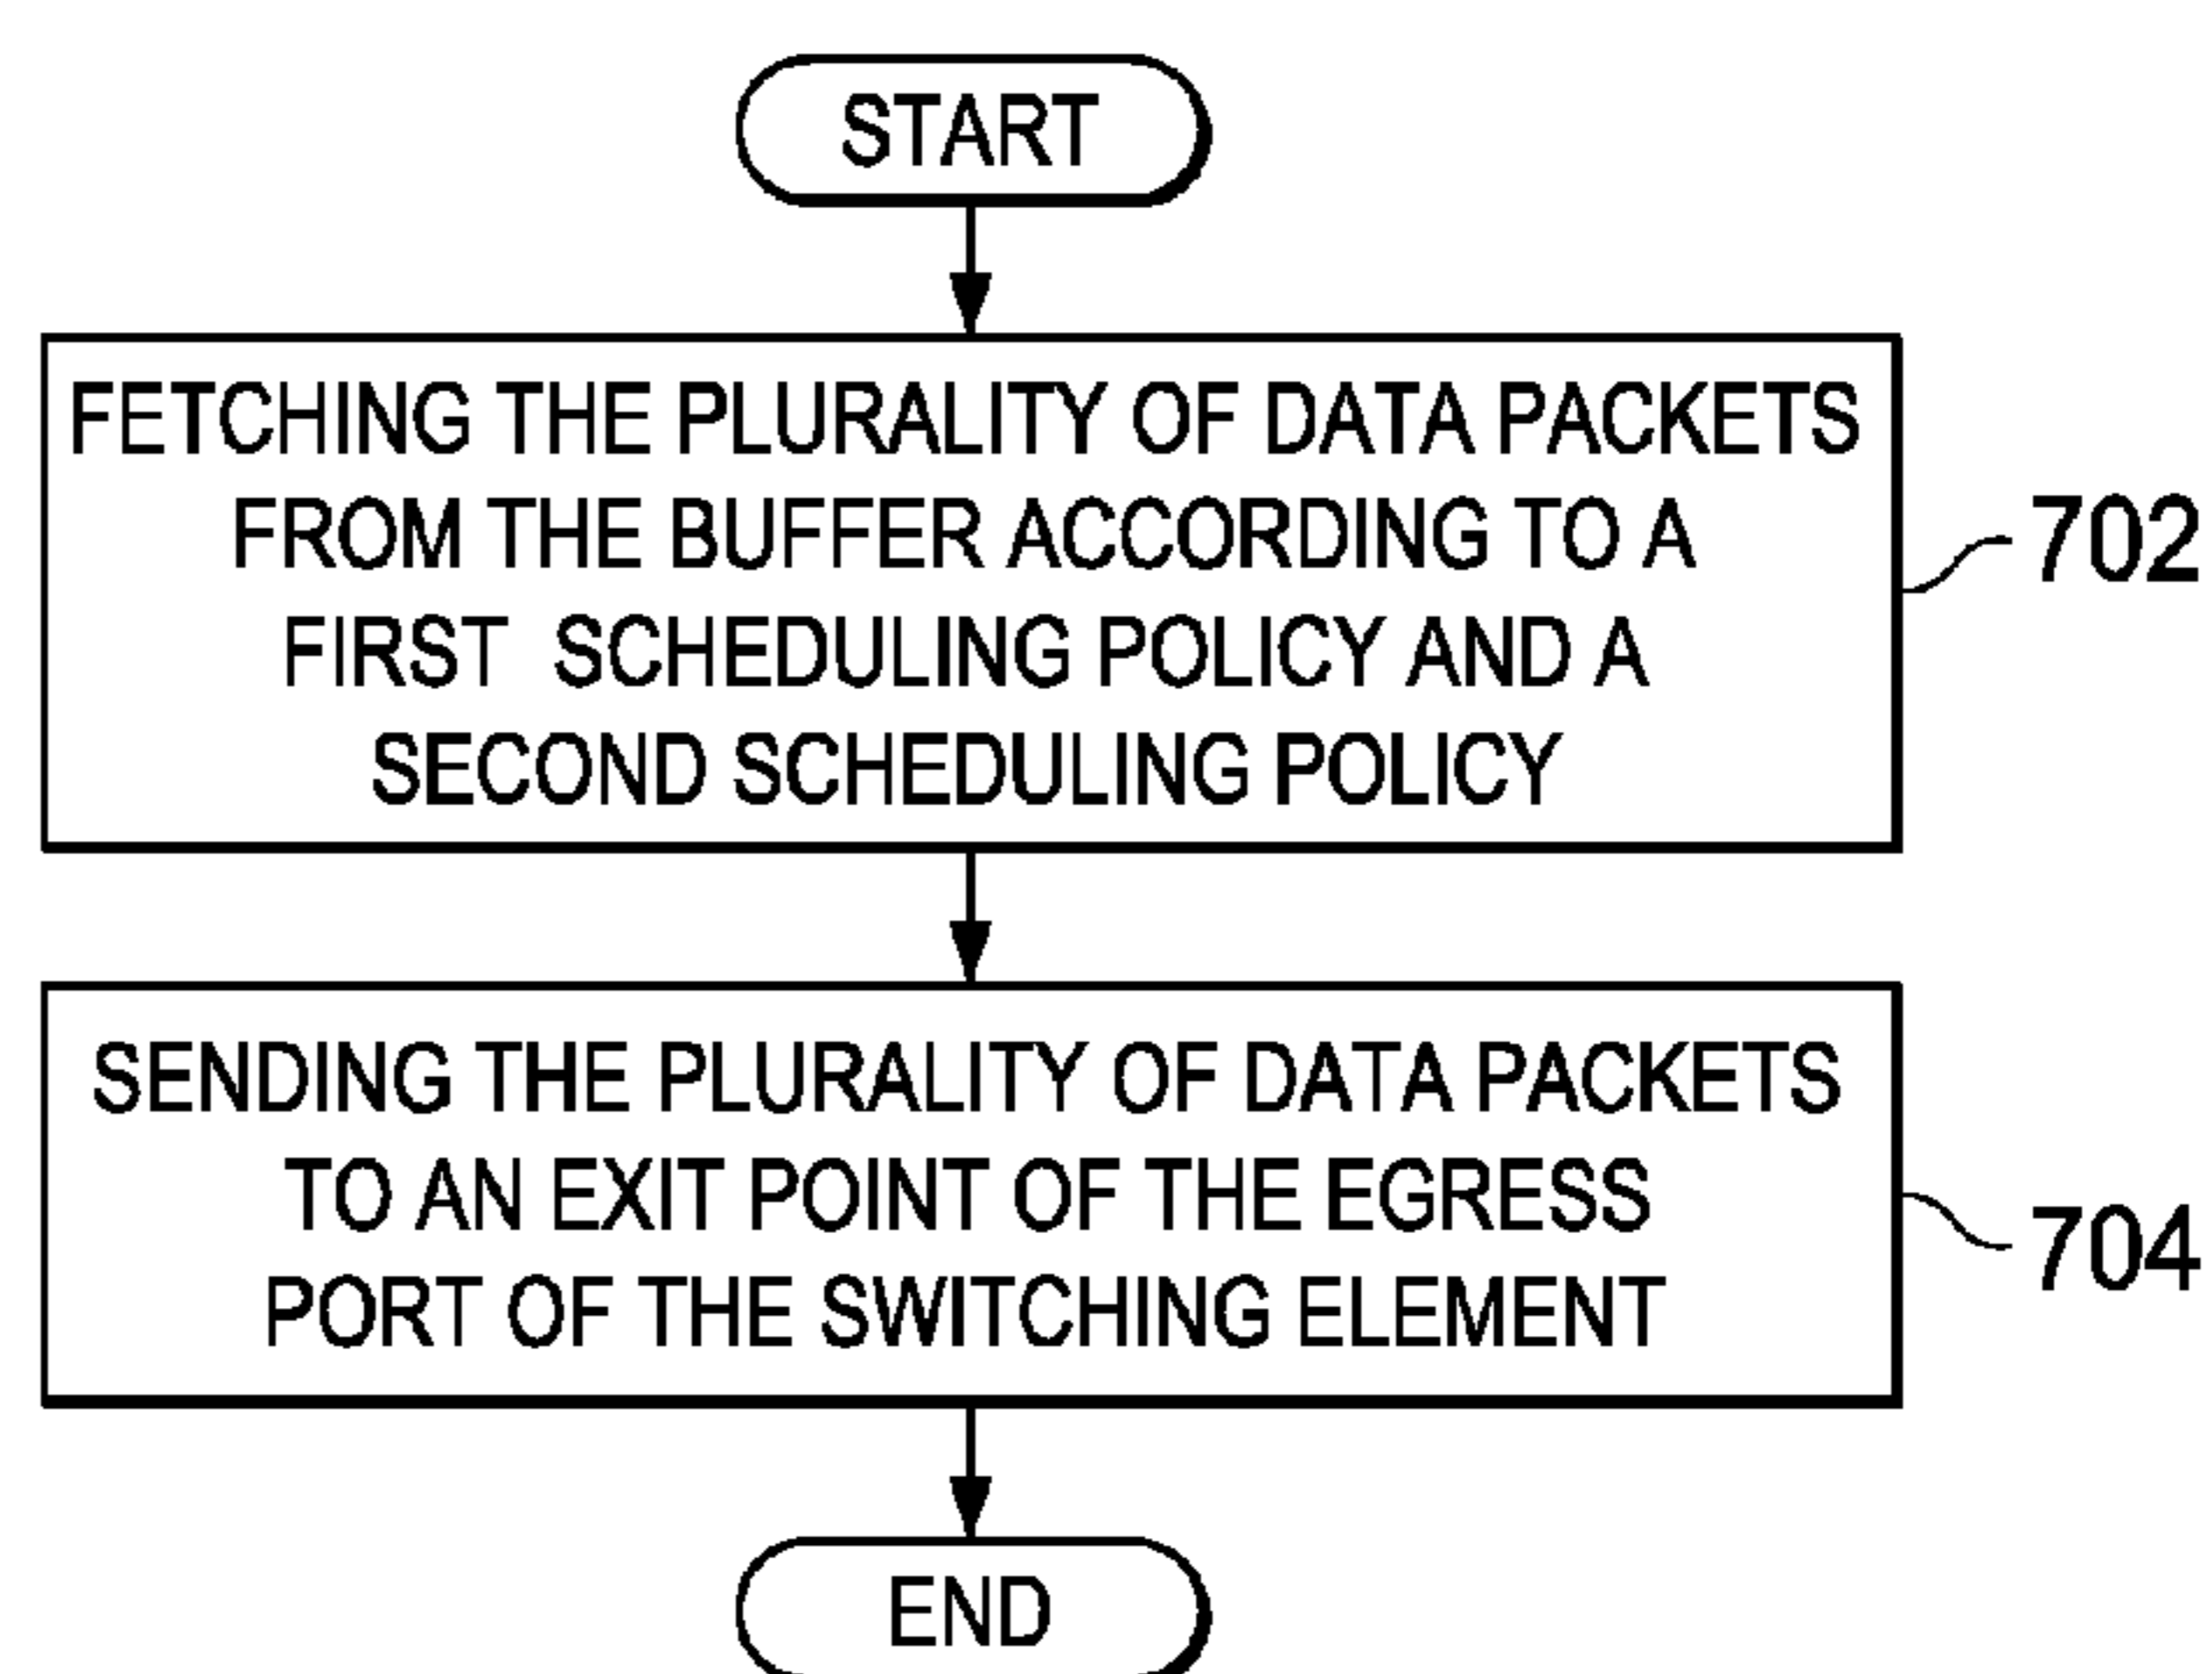 START
FETCHING THE PLURALITY OF DATA PACKETS
FROM THE BUFFER ACCORDING TO A
FIRST SCHEDULING POLICY AND A
SECOND SCHEDULING POLICY
702
SENDING THE PLURALITY OF DATA PACKETS
TO AN EXIT POINT OF THE EGRESS
PORT OF THE SWITCHING ELEMENT
704
END